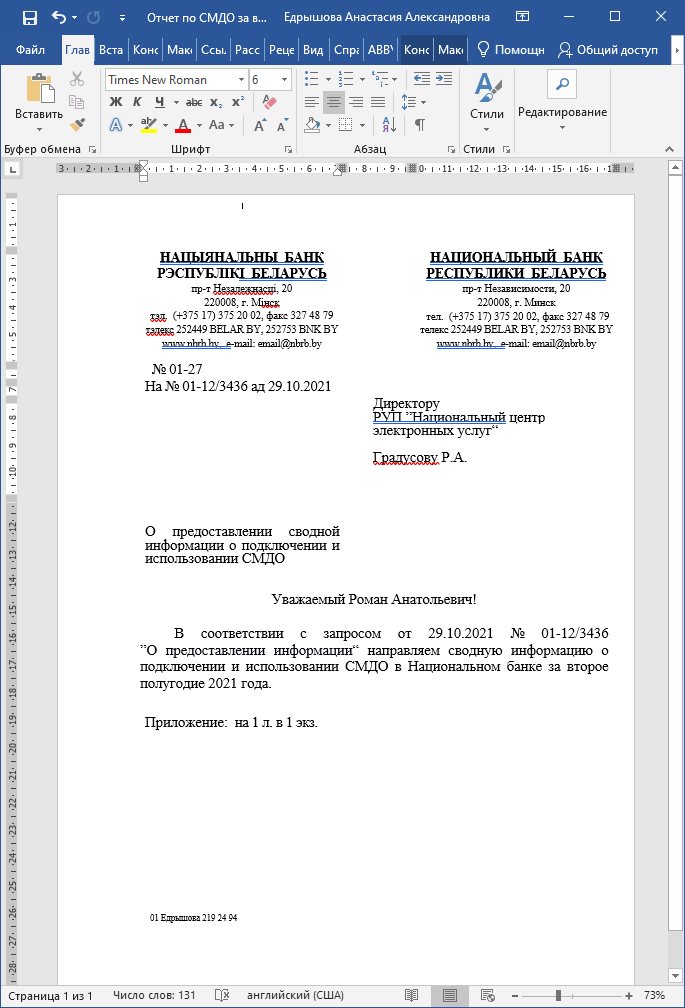 Отчет по СМДО за в... Едрышова Анастасия Александровна
Файл Глав Вста Конс Маке Ссы. Расс Реце Вид Спра ABBY Конс Маке Помощн Общий доступ
Вставить
Times New Roman 6
Ж К Ч abc x₂ x²
A ab A Aa A A
Стили
Редактирование
Буфер обмена Шрифт Абзац Стили
НАЦЫЯНАЛЬНЫ БАНК
РЭСПУБЛІКІ БЕЛАРУСЬ
пр-т Незалежнасці, 20
220008, г. Мінск
тэл. (+375 17) 375 20 02, факс 327 48 79
тэлекс 252449 BELAR BY, 252753 BNK BY
www.nbrb.by, e-mail: email@nbrb.by
НАЦИОНАЛЬНЫЙ БАНК
РЕСПУБЛИКИ БЕЛАРУСЬ
пр-т Независимости, 20
220008, г. Минск
тел. (+375 17) 375 20 02, факс 327 48 79
телекс 252449 BELAR BY, 252753 BNK BY
www.nbrb.by, e-mail: email@nbrb.by
№ 01-27
На № 01-12/3436 ад 29.10.2021
Директору
РУП ”Национальный центр
электронных услуг“
Градусову Р.А.
О предоставлении сводной
информации о подключении и
использовании СМДО
Уважаемый Роман Анатольевич!
В соответствии с запросом от 29.10.2021 № 01-12/3436
”О предоставлении информации“ направляем сводную информацию о
подключении и использовании СМДО в Национальном банке за второе
полугодие 2021 года.
Приложение: на 1 л. в 1 экз.
01 Едрышова 219 24 94
Страница 1 из 1 Число слов: 131 английский (США) 73%